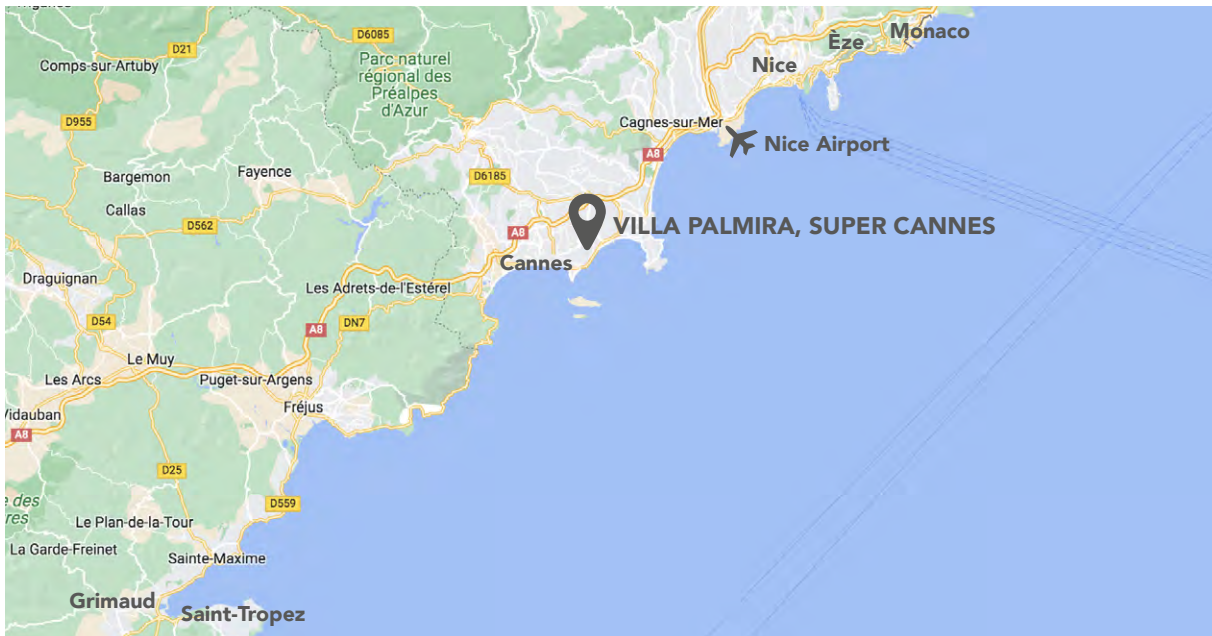 D6085
Monaco
Èze
D21
Comps-sur-Artuby
Parc naturel
régional des
Préalpes
d'Azur
Nice
D955
Cagnes-sur-Mer
Nice Airport
A8
Fayence
Bargemon
D6185
Callas
D562
VILLA PALMIRA, SUPER CANNES
A8
Cannes
Draguignan
Les Adrets-de-l'Estérel
D54
A8
DN7
Le Muy
Les Arcs
Puget-sur-Argens
Fréjus
Vidauban
A8
D25
e des
res
D559
Le Plan-de-la-Tour
La Garde-Freinet
Sainte-Maxime
Grimaud
Saint-Tropez